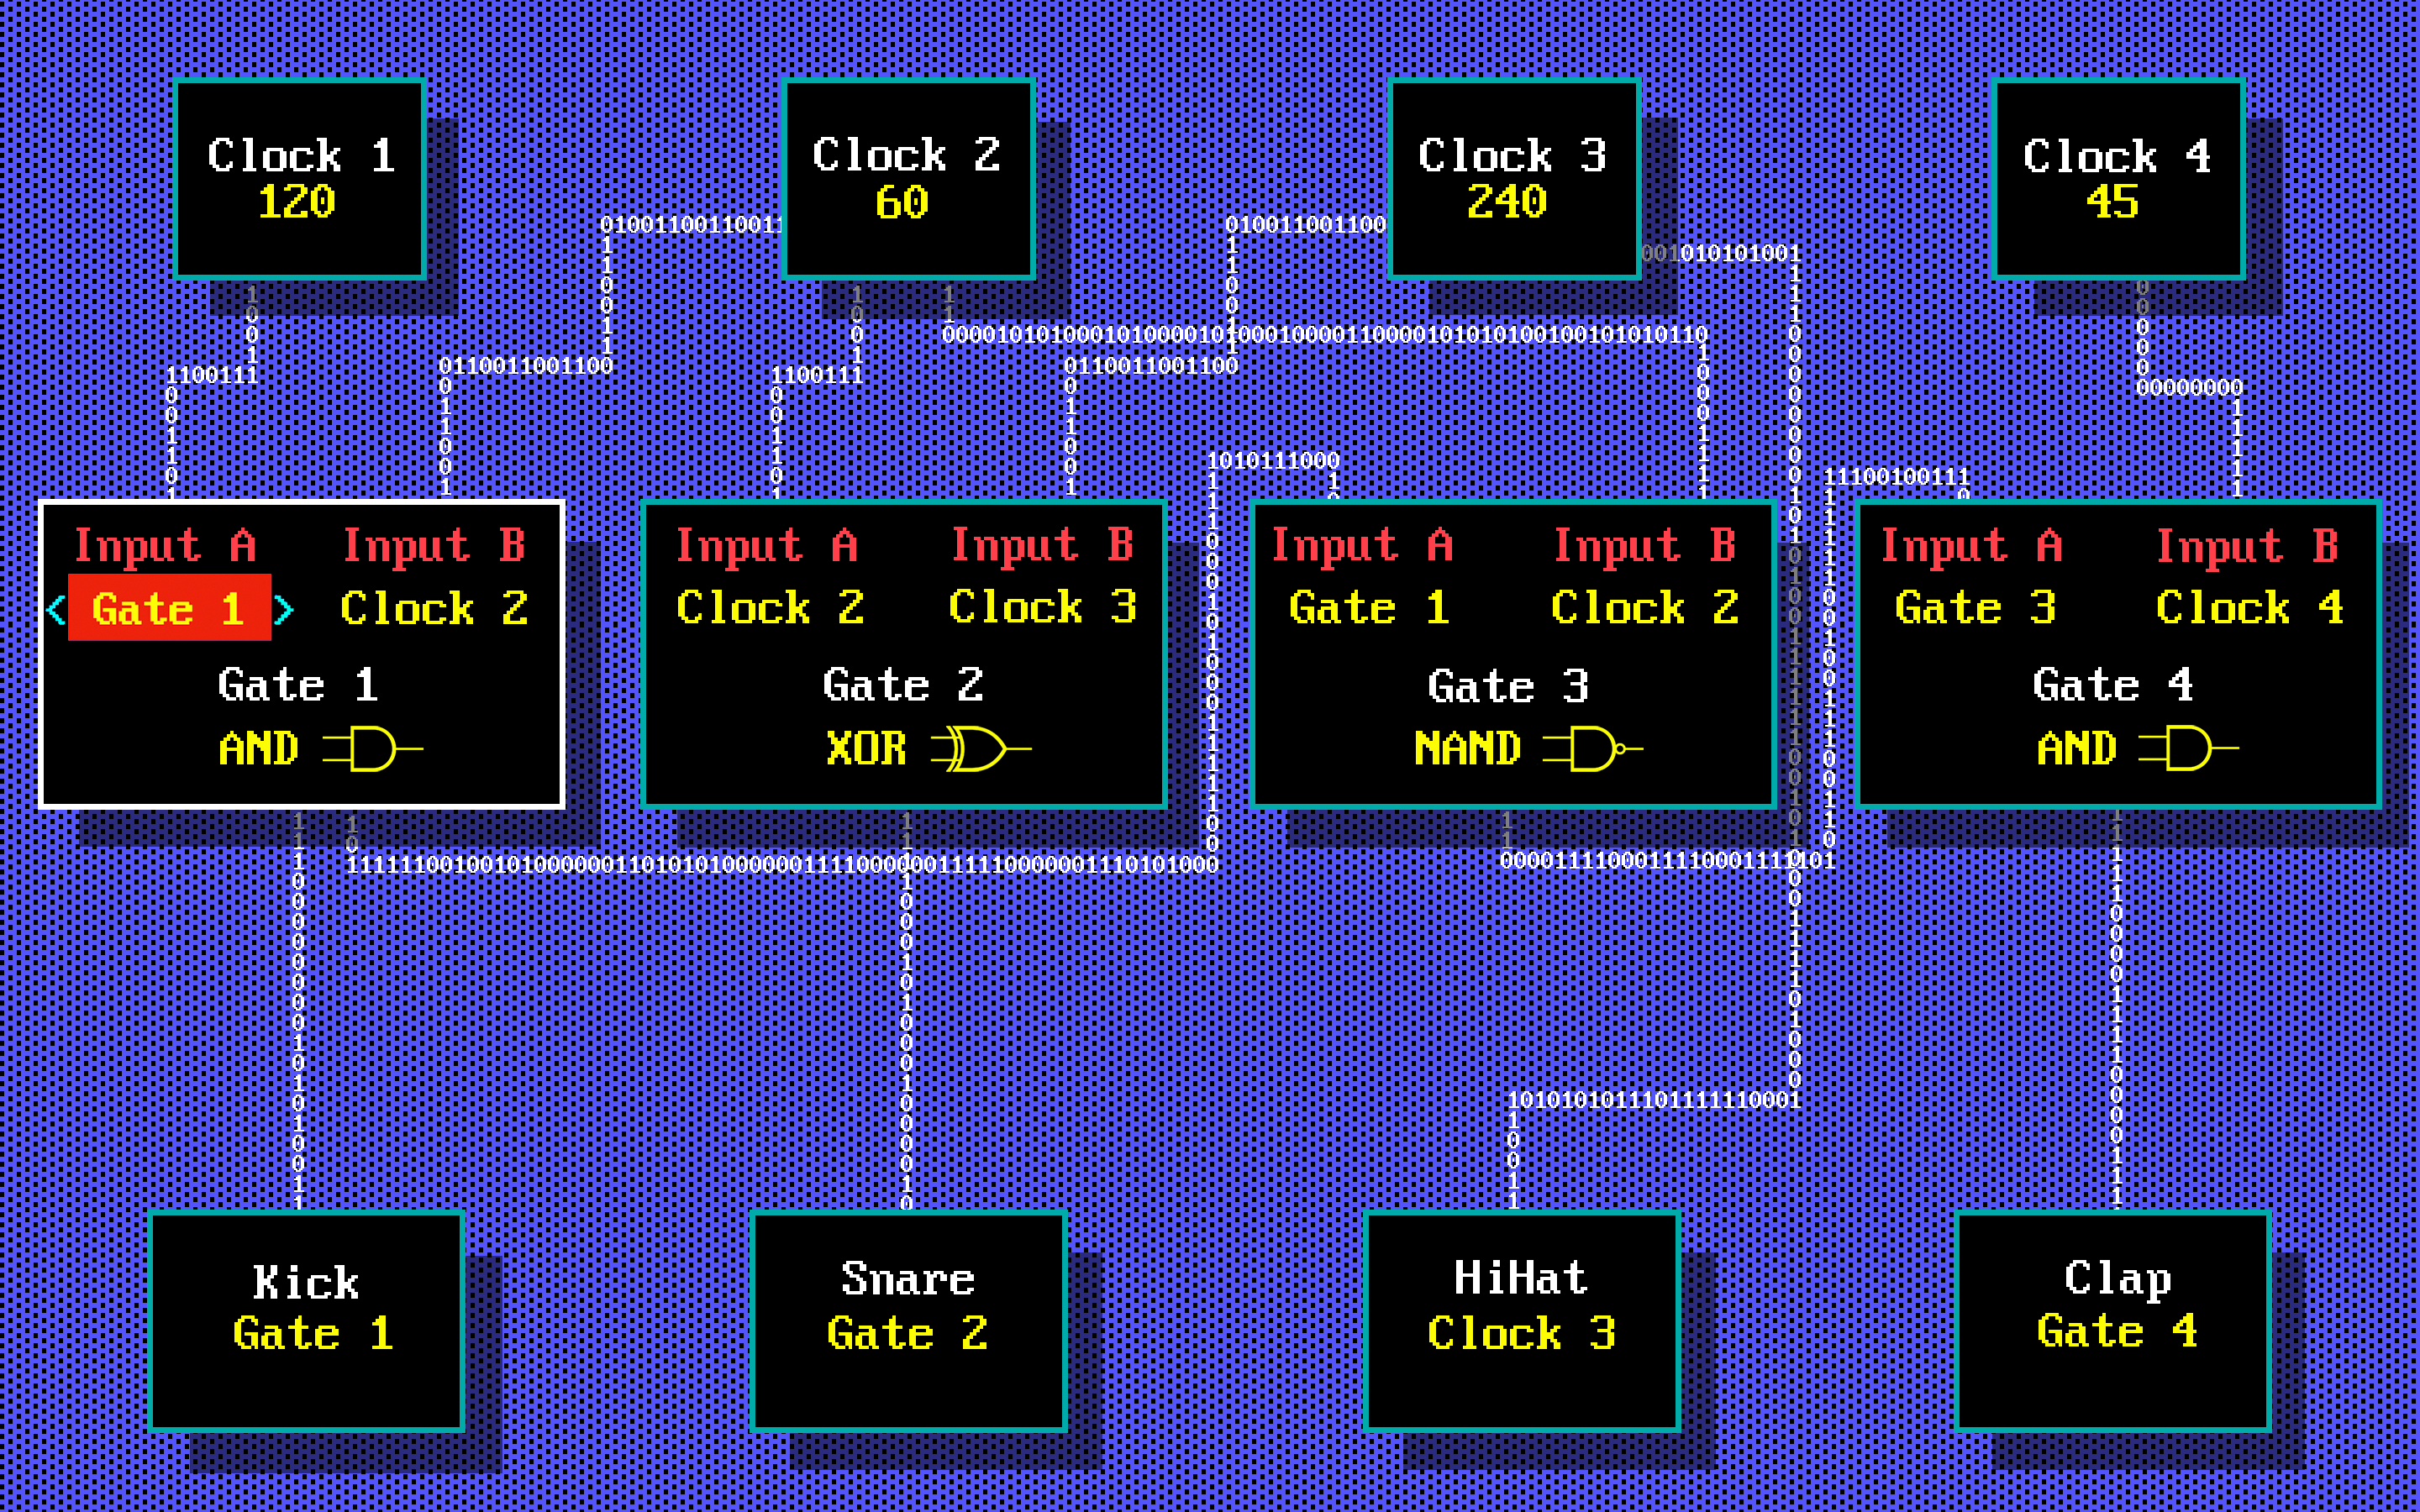 Clock 1
120
Clock 2
60
Clock 3
240
Clock 4
45
Input A Input B
< Gate 1 > Clock 2
Gate 1
AND
Input A Input B
Clock 2 Clock 3
Gate 2
XOR
Input A Input B
Gate 1 Clock 2
Gate 3
NAND
Input A Input B
Gate 3 Clock 4
Gate 4
AND
Kick
Gate 1
Snare
Gate 2
HiHat
Clock 3
Clap
Gate 4